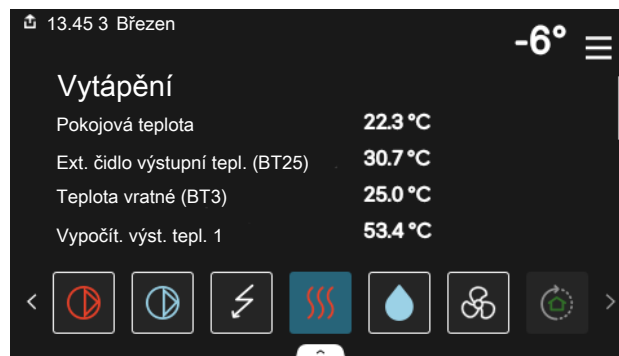 13.45 3 Březen
-6°
Vytápění
Pokojová teplota 22.3 °C
Ext. čidlo výstupní tepl. (BT25) 30.7 °C
Teplota vratné (BT3) 25.0 °C
Vypočít. výst. tepl. 1 53.4 °C